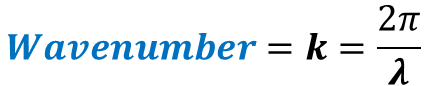 Wavenumber = k = 2π/λ